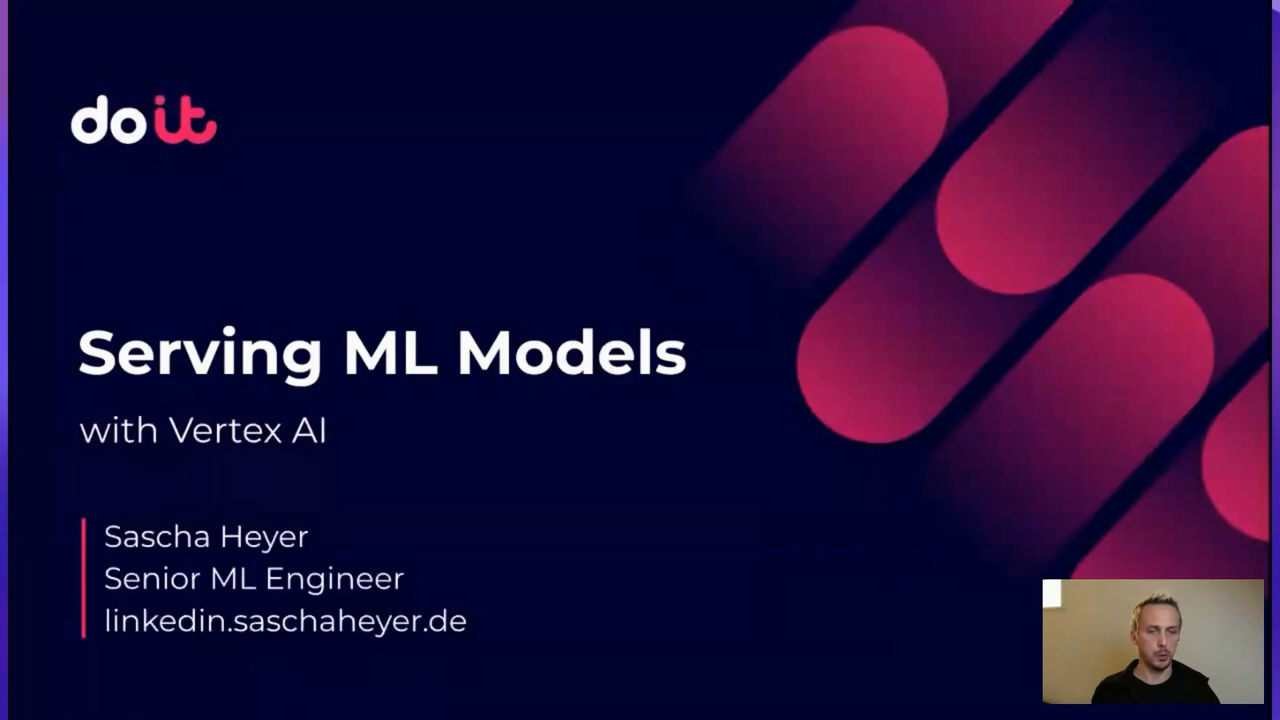 doit
Serving ML Models
with Vertex AI
Sascha Heyer
Senior ML Engineer
linkedin.saschaheyer.de